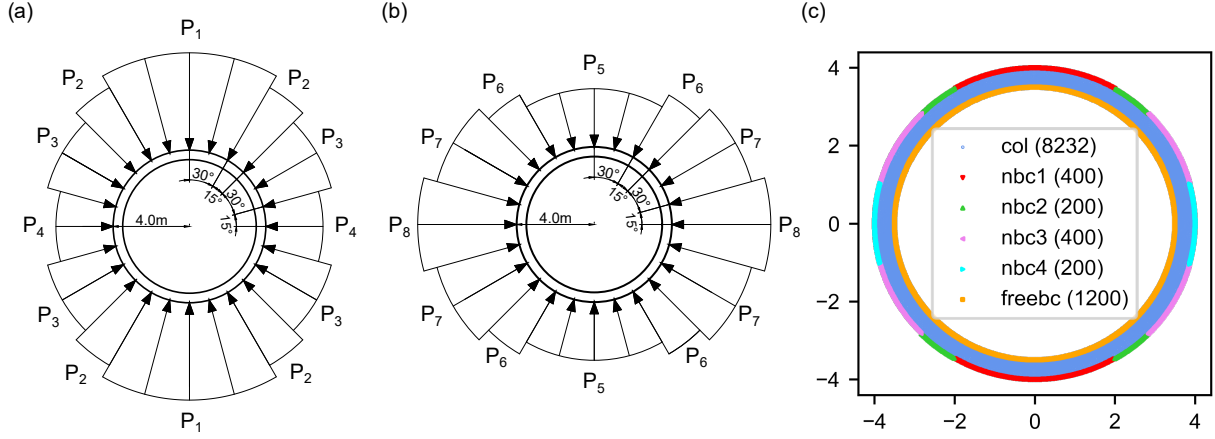 (a)
P1
P2
P2
P3
P3
P4
P4
P3
P3
P2
P2
P1
30°
15°
30°
15°
4.0m
(b)
P5
P6
P6
P7
P7
P8
P8
P7
P7
P6
P6
P5
30°
15°
30°
15°
4.0m
(c)
4
2
0
−2
−4
−4
−2
0
2
4
col (8232)
nbc1 (400)
nbc2 (200)
nbc3 (400)
nbc4 (200)
freebc (1200)